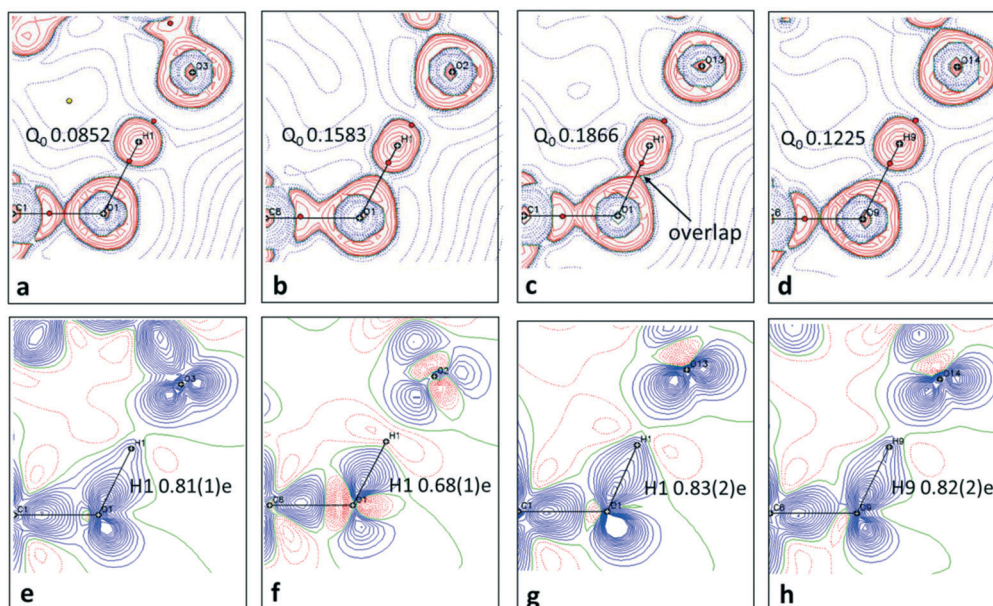 O3
H1
Q0 0.0852
C1
O1
a
O2
H1
Q0 0.1583
C8
O1
b
O13
H1
Q0 0.1866
C1
O1
overlap
c
O14
H9
Q0 0.1225
O9
d
O3
H1
H1 0.81(1)e
C1
O1
e
O2
H1
H1 0.68(1)e
C8
O1
f
O13
H1
H1 0.83(2)e
C1
O1
g
O14
H9
H9 0.82(2)e
C8
O9
h